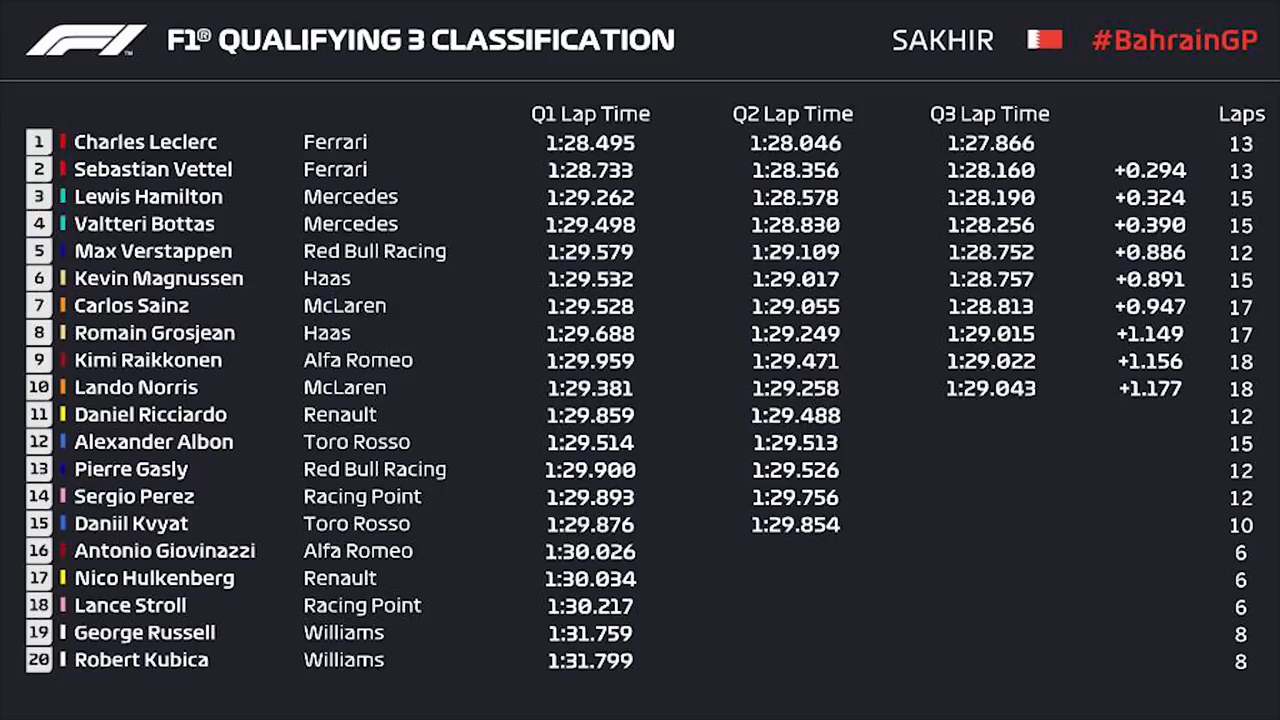 F1® QUALIFYING 3 CLASSIFICATION SAKHIR #BahrainGP
Q1 Lap Time Q2 Lap Time Q3 Lap Time Laps
1 Charles Leclerc Ferrari 1:28.495 1:28.046 1:27.866 13
2 Sebastian Vettel Ferrari 1:28.733 1:28.356 1:28.160 +0.294 13
3 Lewis Hamilton Mercedes 1:29.262 1:28.578 1:28.190 +0.324 15
4 Valtteri Bottas Mercedes 1:29.498 1:28.830 1:28.256 +0.390 15
5 Max Verstappen Red Bull Racing 1:29.579 1:29.109 1:28.752 +0.886 12
6 Kevin Magnussen Haas 1:29.532 1:29.017 1:28.757 +0.891 15
7 Carlos Sainz McLaren 1:29.528 1:29.055 1:28.813 +0.947 17
8 Romain Grosjean Haas 1:29.688 1:29.249 1:29.015 +1.149 17
9 Kimi Raikkonen Alfa Romeo 1:29.959 1:29.471 1:29.022 +1.156 18
10 Lando Norris McLaren 1:29.381 1:29.258 1:29.043 +1.177 18
11 Daniel Ricciardo Renault 1:29.859 1:29.488 12
12 Alexander Albon Toro Rosso 1:29.514 1:29.513 15
13 Pierre Gasly Red Bull Racing 1:29.900 1:29.526 12
14 Sergio Perez Racing Point 1:29.893 1:29.756 12
15 Daniil Kvyat Toro Rosso 1:29.876 1:29.854 10
16 Antonio Giovinazzi Alfa Romeo 1:30.026 6
17 Nico Hulkenberg Renault 1:30.034 6
18 Lance Stroll Racing Point 1:30.217 6
19 George Russell Williams 1:31.759 8
20 Robert Kubica Williams 1:31.799 8